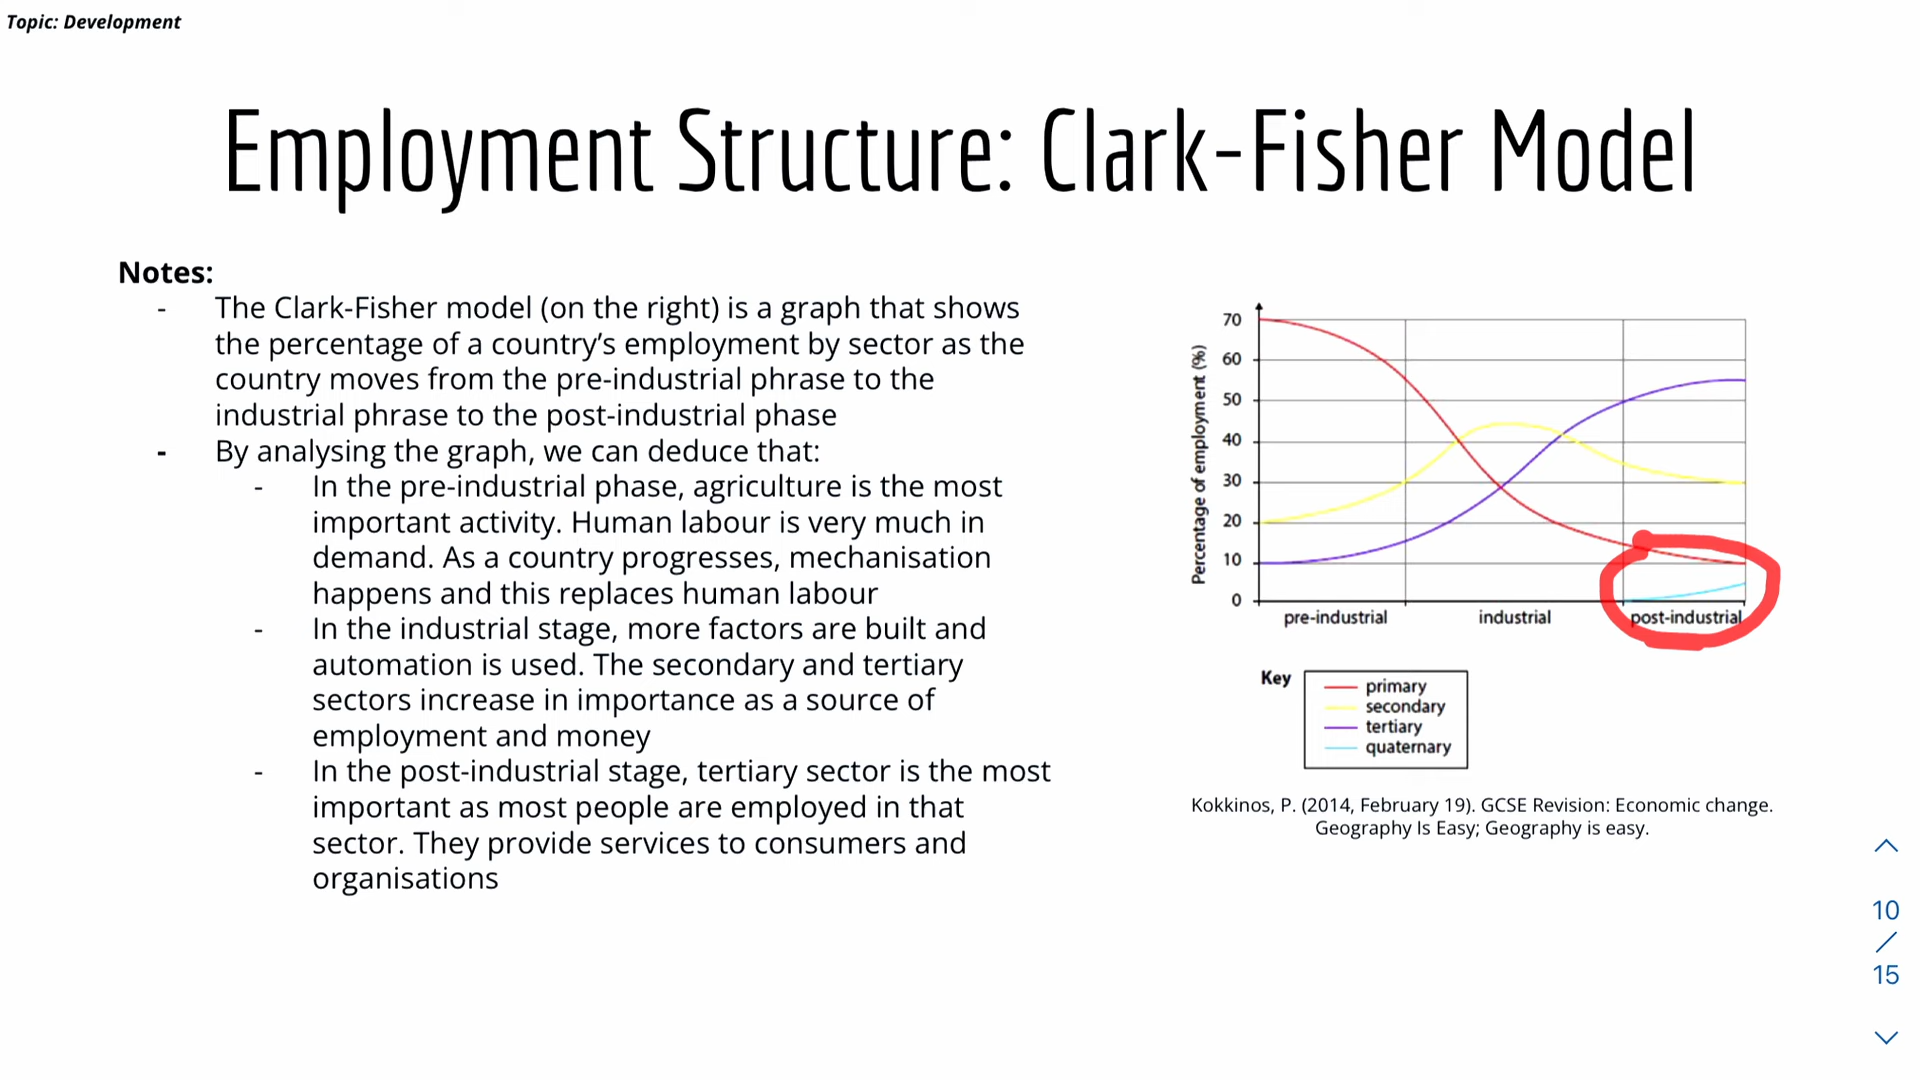 Topic: Development
Employment Structure: Clark-Fisher Model
Notes:
- The Clark-Fisher model (on the right) is a graph that shows
the percentage of a country's employment by sector as the
country moves from the pre-industrial phrase to the
industrial phrase to the post-industrial phase
- By analysing the graph, we can deduce that:
- In the pre-industrial phase, agriculture is the most
important activity. Human labour is very much in
demand. As a country progresses, mechanisation
happens and this replaces human labour
- In the industrial stage, more factors are built and
automation is used. The secondary and tertiary
sectors increase in importance as a source of
employment and money
- In the post-industrial stage, tertiary sector is the most
important as most people are employed in that
sector. They provide services to consumers and
organisations
Percentage of employment (%)
70
60
50
40
30
20
10
0
pre-industrial industrial post-industrial
Key
primary
secondary
tertiary
quaternary
Kokkinos, P. (2014, February 19). GCSE Revision: Economic change.
Geography Is Easy; Geography is easy.
10
/
15